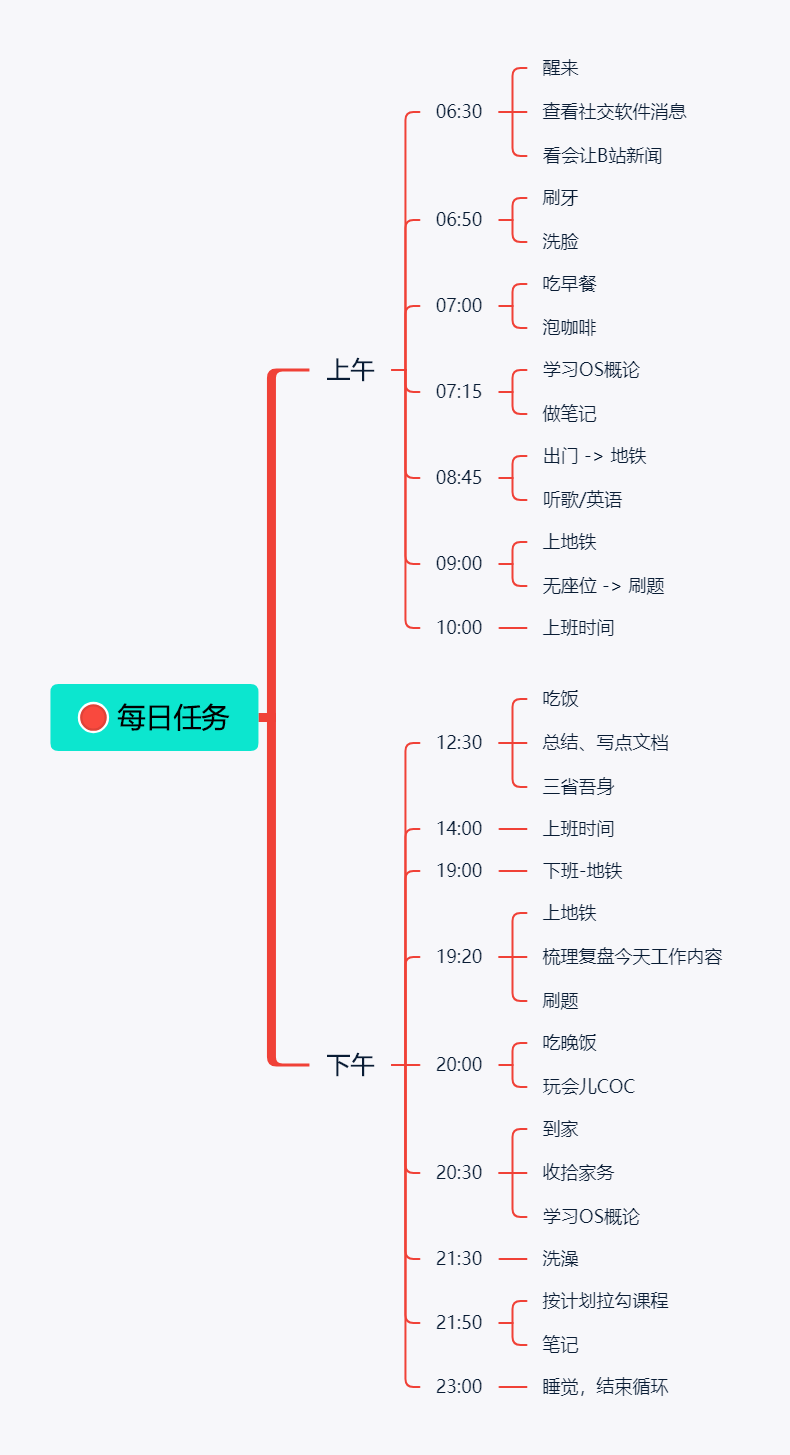 每日任务
上午
06:30
醒来
查看社交软件消息
看会让B站新闻
06:50
刷牙
洗脸
07:00
吃早餐
泡咖啡
07:15
学习OS概论
做笔记
08:45
出门 -> 地铁
听歌/英语
09:00
上地铁
无座位 -> 刷题
10:00
上班时间
下午
12:30
吃饭
总结、写点文档
三省吾身
14:00
上班时间
19:00
下班-地铁
19:20
上地铁
梳理复盘今天工作内容
刷题
20:00
吃晚饭
玩会儿COC
20:30
到家
收拾家务
学习OS概论
21:30
洗澡
21:50
按计划拉勾课程
笔记
23:00
睡觉，结束循环